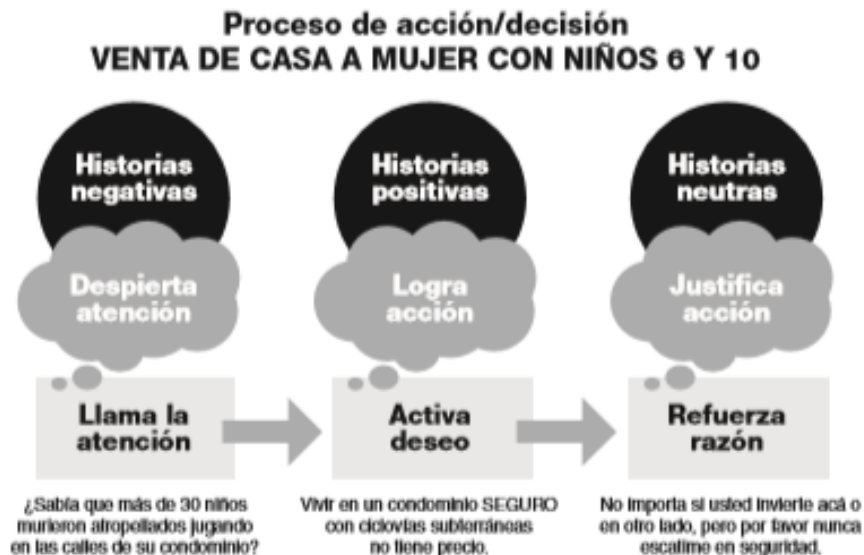 Proceso de acción/decisión
VENTA DE CASA A MUJER CON NIÑOS 6 Y 10
Historias
negativas
Despierta
atención
Llama la
atención
¿Sabía que más de 30 niños
murieron atropellados jugando
en las calles de su condominio?
Historias
positivas
Logra
acción
Activa
deseo
Vivir en un condominio SEGURO
con ciclovías subterráneas
no tiene precio.
Historias
neutras
Justifica
acción
Refuerza
razón
No importa si usted invierte acá o
en otro lado, pero por favor nunca
escatime en seguridad.